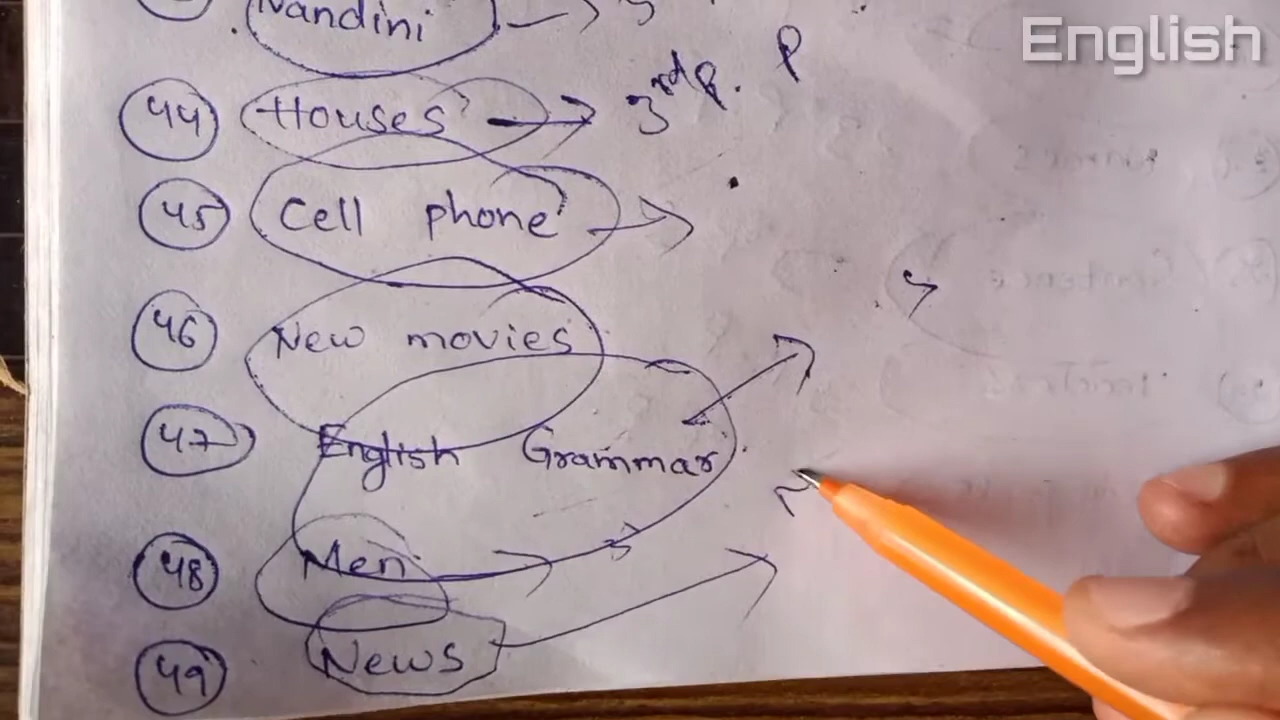 English
Nandini
44 Houses 3rd P. P
45 Cell phone
46 New movies
47 English Grammar
48 Men
49 News